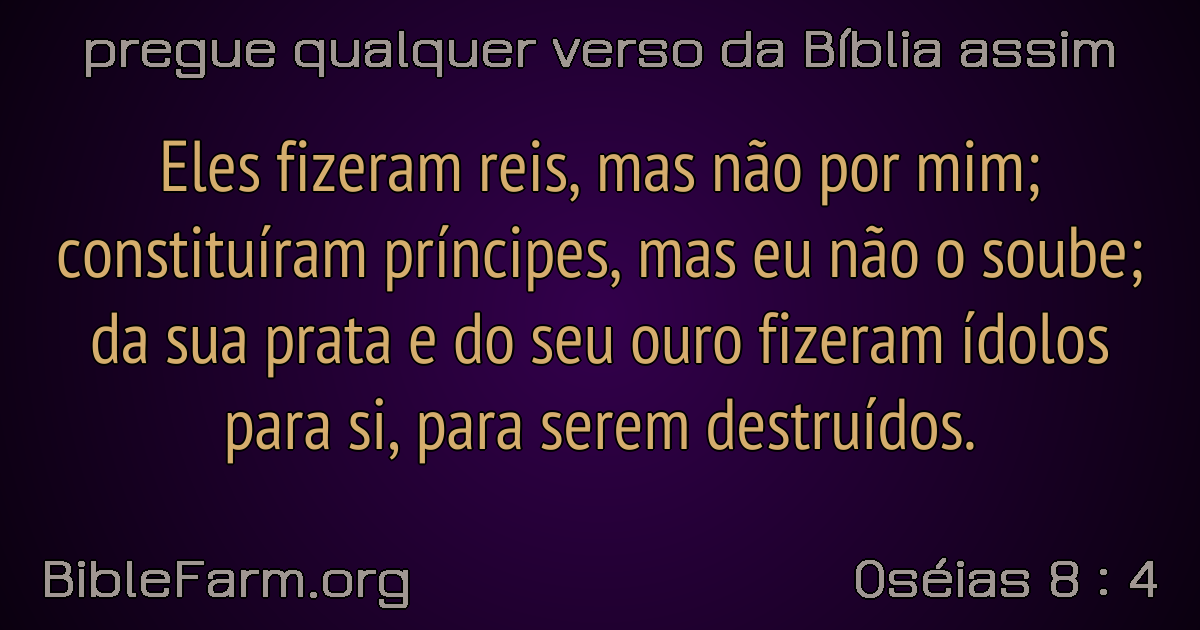 pregue qualquer verso da Bíblia assim
Eles fizeram reis, mas não por mim;
constituíram príncipes, mas eu não o soube;
da sua prata e do seu ouro fizeram ídolos
para si, para serem destruídos.
BibleFarm.org
Oséias 8 : 4